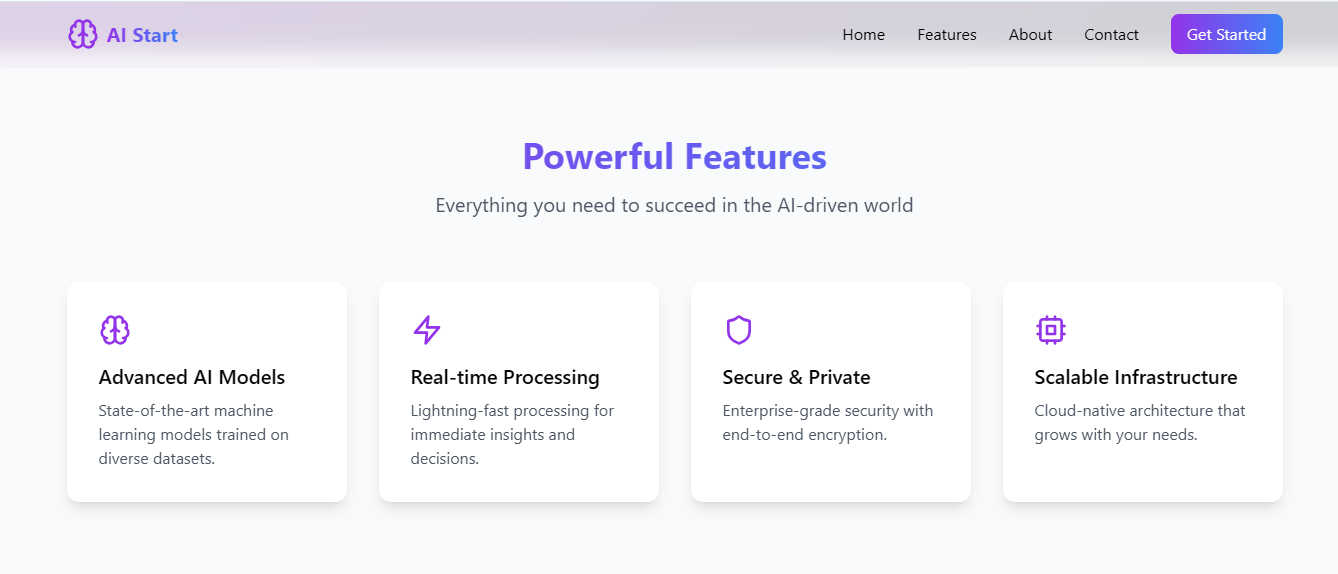 AI Start
Home
Features
About
Contact
Get Started
Powerful Features
Everything you need to succeed in the AI-driven world
Advanced AI Models
State-of-the-art machine
learning models trained on
diverse datasets.
Real-time Processing
Lightning-fast processing for
immediate insights and
decisions.
Secure & Private
Enterprise-grade security with
end-to-end encryption.
Scalable Infrastructure
Cloud-native architecture that
grows with your needs.